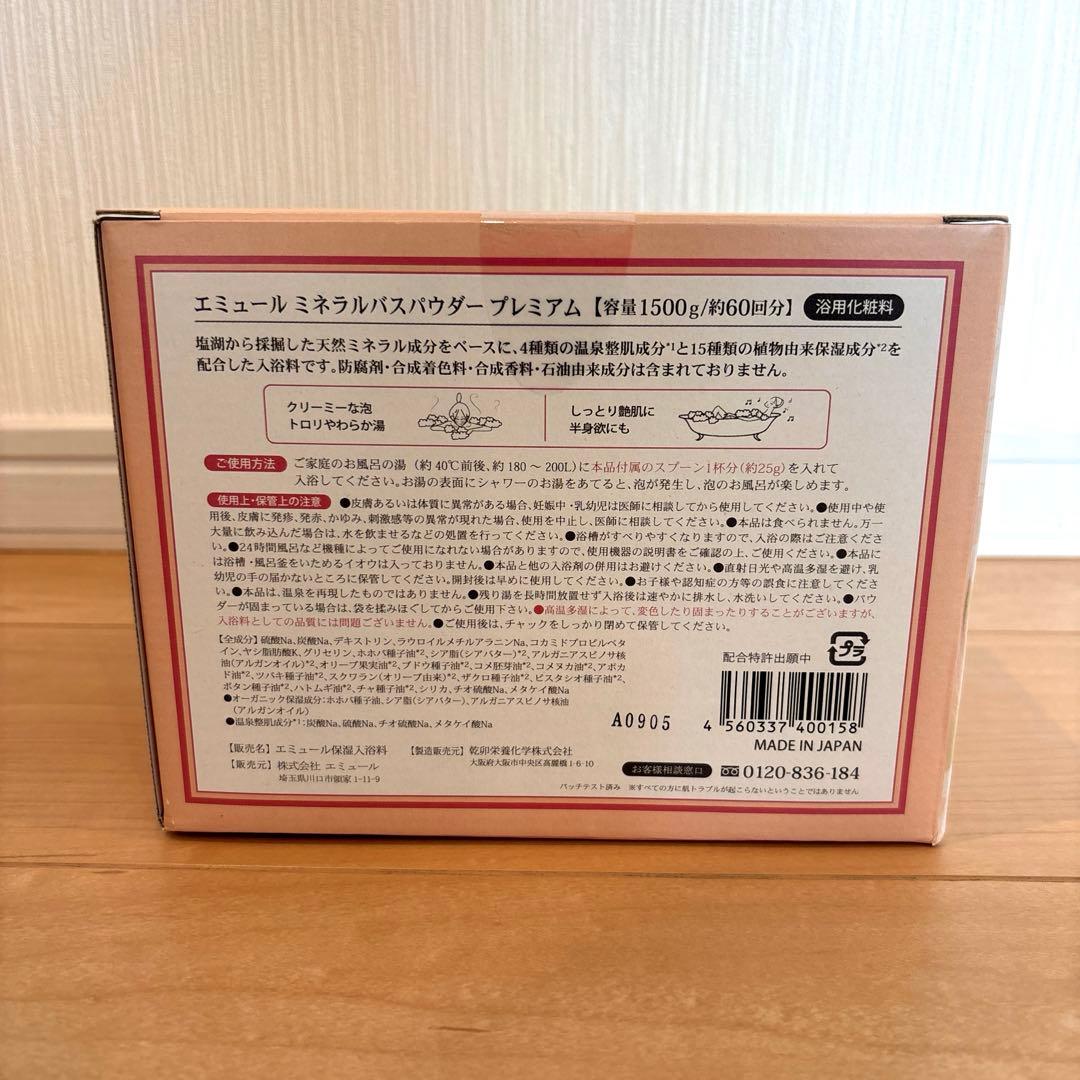 エミュール ミネラルバスパウダー プレミアム【容量1500g/約60回分】 浴用化粧料
塩湖から採掘した天然ミネラル成分をベースに、4種類の温泉整肌成分*1と15種類の植物由来保湿成分*2を
配合した入浴料です。防腐剤・合成着色料・合成香料・石油由来成分は含まれておりません。
クリーミーな泡
トロリやわらか湯
しっとり艶肌に
半身欲にも
ご使用方法 ご家庭のお風呂の湯（約40℃前後、約180～200L）に本品付属のスプーン1杯分（約25g）を入れて
入浴してください。お湯の表面にシャワーのお湯をあてると、泡が発生し、泡のお風呂が楽しめます。
使用上・保管上の注意 ●皮膚あるいは体質に異常がある場合、妊娠中・乳幼児は医師に相談してから使用してください。●使用中や使
用後、皮膚に発疹、発赤、かゆみ、刺激感等の異常が現れた場合、使用を中止し、医師に相談してください。●本品は食べられません。万一
大量に飲み込んだ場合は、水を飲ませるなどの処置を行ってください。●浴槽がすべりやすくなりますので、入浴の際はご注意くださ
い。●24時間風呂など機種によってご使用になれない場合がありますので、使用機器の説明書をご確認の上、ご使用ください。●本品に
は浴槽・風呂釜をいためるイオウは入っておりません。●本品と他の入浴剤の併用はお避けください。●直射日光や高温多湿を避け、乳
幼児の手の届かないところに保管してください。開封後は早めに使用してください。●お子様や認知症の方等の誤食に注意してくださ
い。●本品は、温泉を再現したものではありません。●残り湯を長時間放置せず入浴後は速やかに排水し、水洗いしてください。●パウ
ダーが固まっている場合は、袋を揉みほぐしてからご使用下さい。●高温多湿によって、変色したり固まったりすることがございますが、
入浴料としての品質には問題ございません。●ご使用後は、チャックをしっかり閉めて保管してください。
【全成分】硫酸Na、炭酸Na、デキストリン、ラウロイルメチルアラニンNa、コカミドプロピルベタ
イン、ヤシ脂肪酸K、グリセリン、ホホバ種子油*2、シア脂（シアバター）*2、アルガニアスピノサ核
油（アルガンオイル）*2、オリーブ果実油*2、ブドウ種子油*2、コメ胚芽油*2、コメヌカ油*2、アボカ
ド油*2、ツバキ種子油*2、スクワラン（オリーブ由来）*2、ザクロ種子油*2、ピスタシオ種子油*2、
ボタン種子油*2、ハトムギ油*2、チャ種子油*2、シリカ、チオ硫酸Na、メタケイ酸Na
●オーガニック保湿成分：ホホバ種子油、シア脂（シアバター）、アルガニアスピノサ核油
（アルガンオイル）
●温泉整肌成分*1：炭酸Na、硫酸Na、チオ硫酸Na、メタケイ酸Na
配合特許出願中
プラ
A0905
4 560337 400158
MADE IN JAPAN
【販売名】エミュール保湿入浴料
【販売元】株式会社 エミュール
埼玉県川口市領家1-11-9
【製造販売元】乾卯栄養化学株式会社
大阪府大阪市中央区高麗橋1-6-10
お客様相談窓口 0120-836-184
パッチテスト済み ※すべての方に肌トラブルが起こらないということではありません